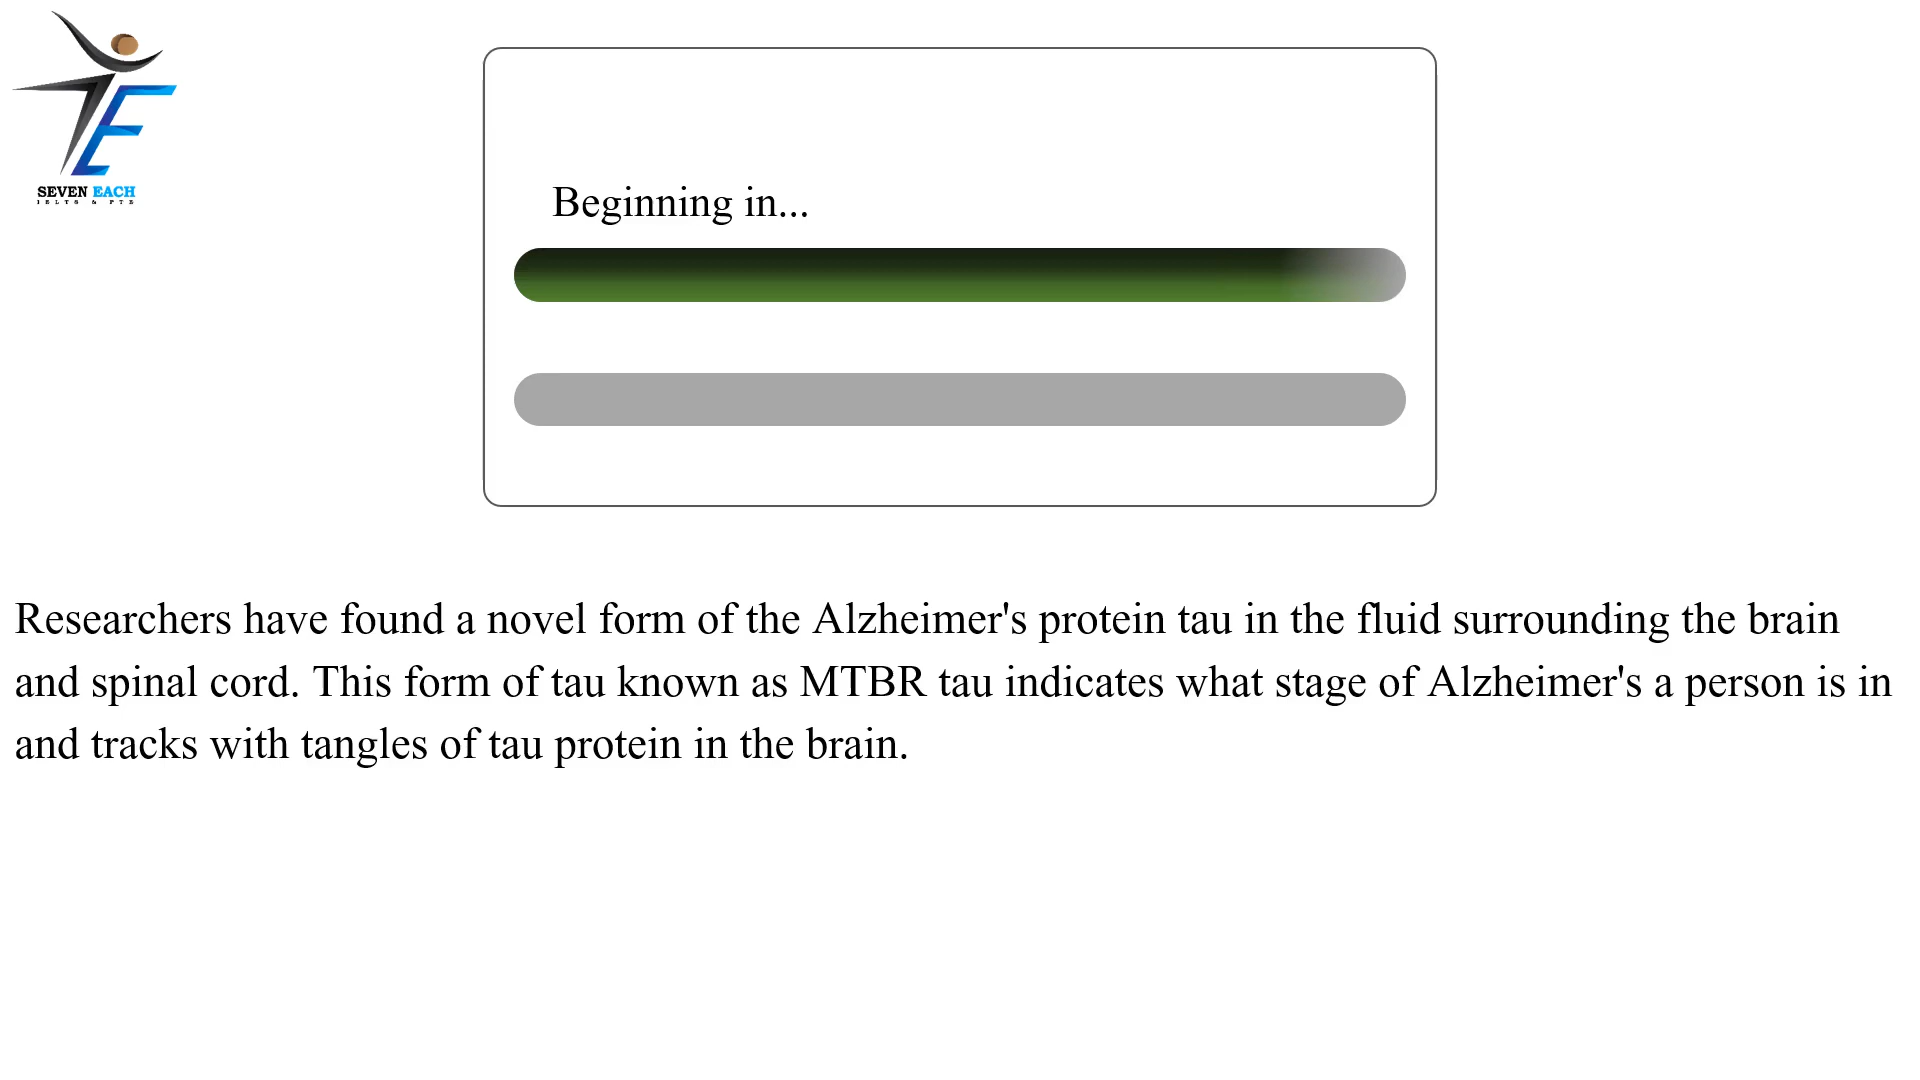 SEVEN EACH
IELTS & PTE
Beginning in...
Researchers have found a novel form of the Alzheimer's protein tau in the fluid surrounding the brain
and spinal cord. This form of tau known as MTBR tau indicates what stage of Alzheimer's a person is in
and tracks with tangles of tau protein in the brain.